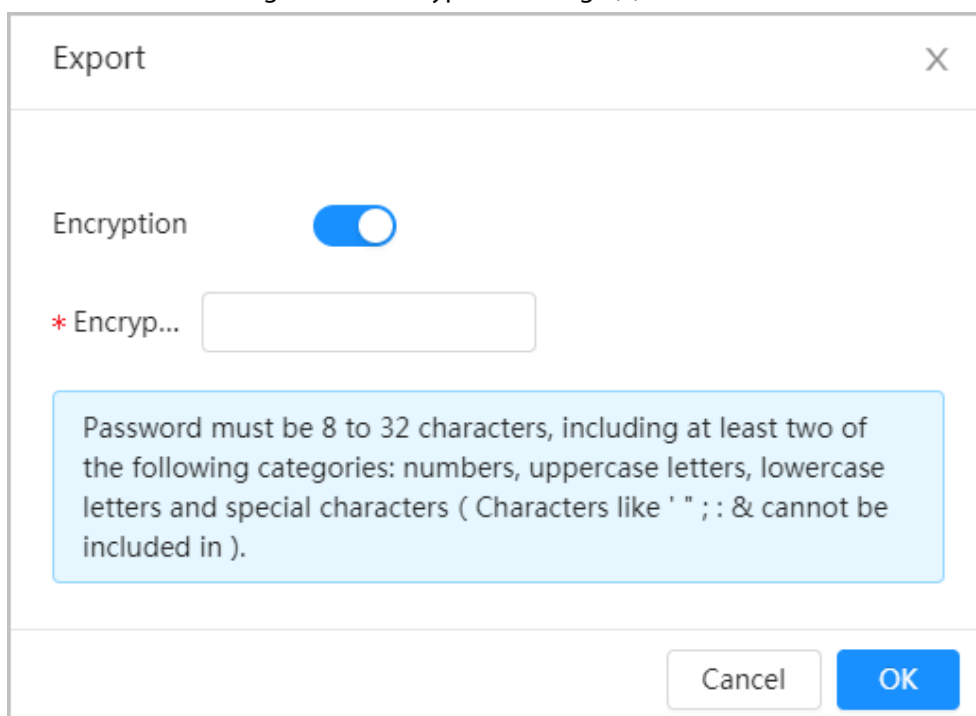 Export
X
Encryption
* Encryp...
Password must be 8 to 32 characters, including at least two of
the following categories: numbers, uppercase letters, lowercase
letters and special characters ( Characters like ' " ; : & cannot be
included in ).
Cancel OK